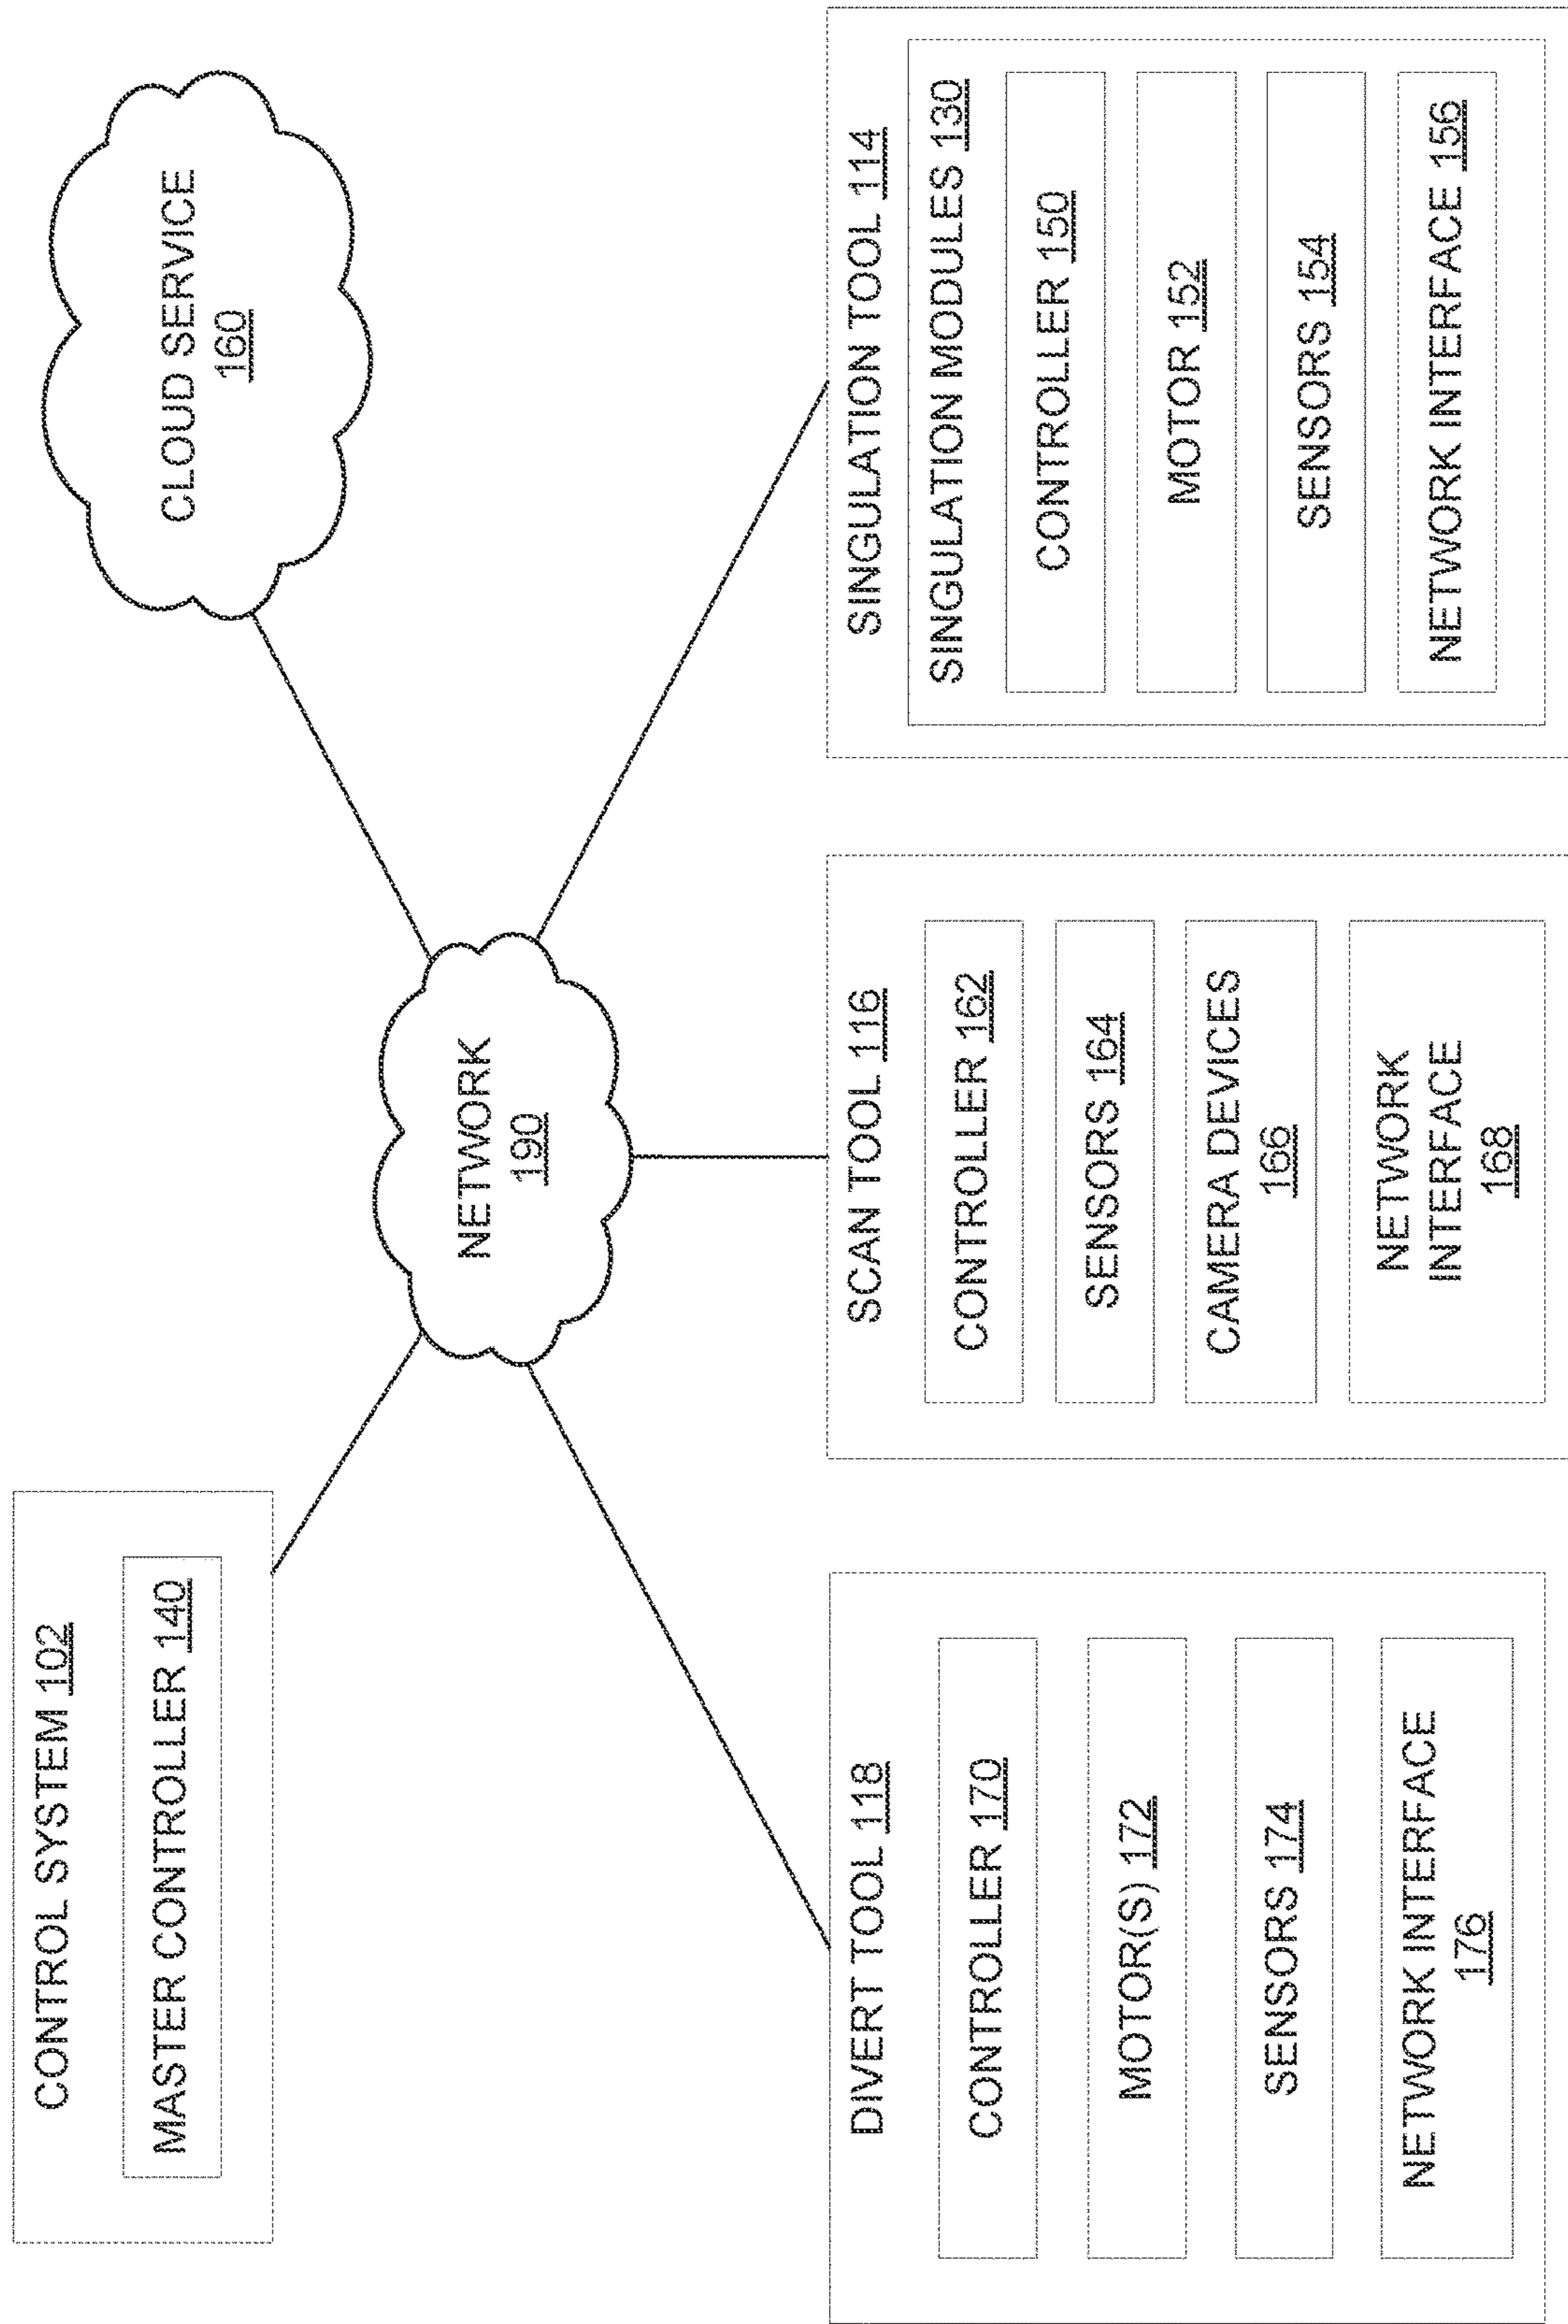 CONTROL SYSTEM 102
MASTER CONTROLLER 140
CLOUD SERVICE
160
NETWORK
190
DIVERT TOOL 118
CONTROLLER 170
MOTOR(S) 172
SENSORS 174
NETWORK INTERFACE
176
SCAN TOOL 116
CONTROLLER 162
SENSORS 164
CAMERA DEVICES
166
NETWORK
INTERFACE
168
SINGULATION TOOL 114
SINGULATION MODULES 130
CONTROLLER 150
MOTOR 152
SENSORS 154
NETWORK INTERFACE 156